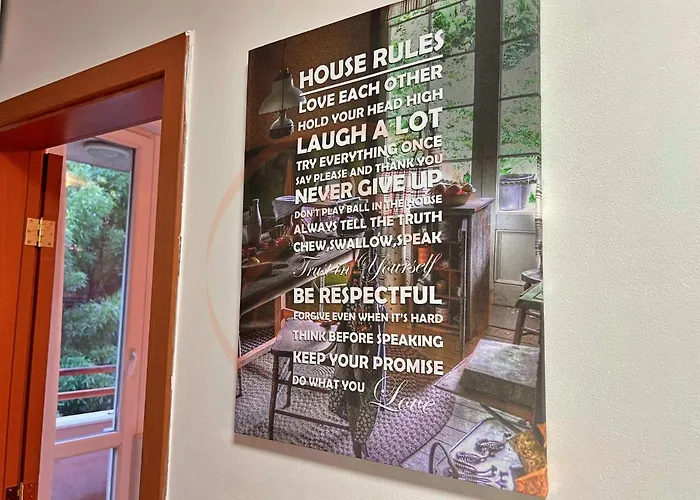 HOUSE RULES
LOVE EACH OTHER
HOLD YOUR HEAD HIGH
LAUGH A LOT
TRY EVERYTHING ONCE
SAY PLEASE AND THANK YOU
NEVER GIVE UP
DON'T PLAY BALL IN THE HOUSE
ALWAYS TELL THE TRUTH
CHEW,SWALLOW,SPEAK
Trust in Yourself
BE RESPECTFUL
FORGIVE EVEN WHEN IT'S HARD
THINK BEFORE SPEAKING
KEEP YOUR PROMISE
DO WHAT YOU Love